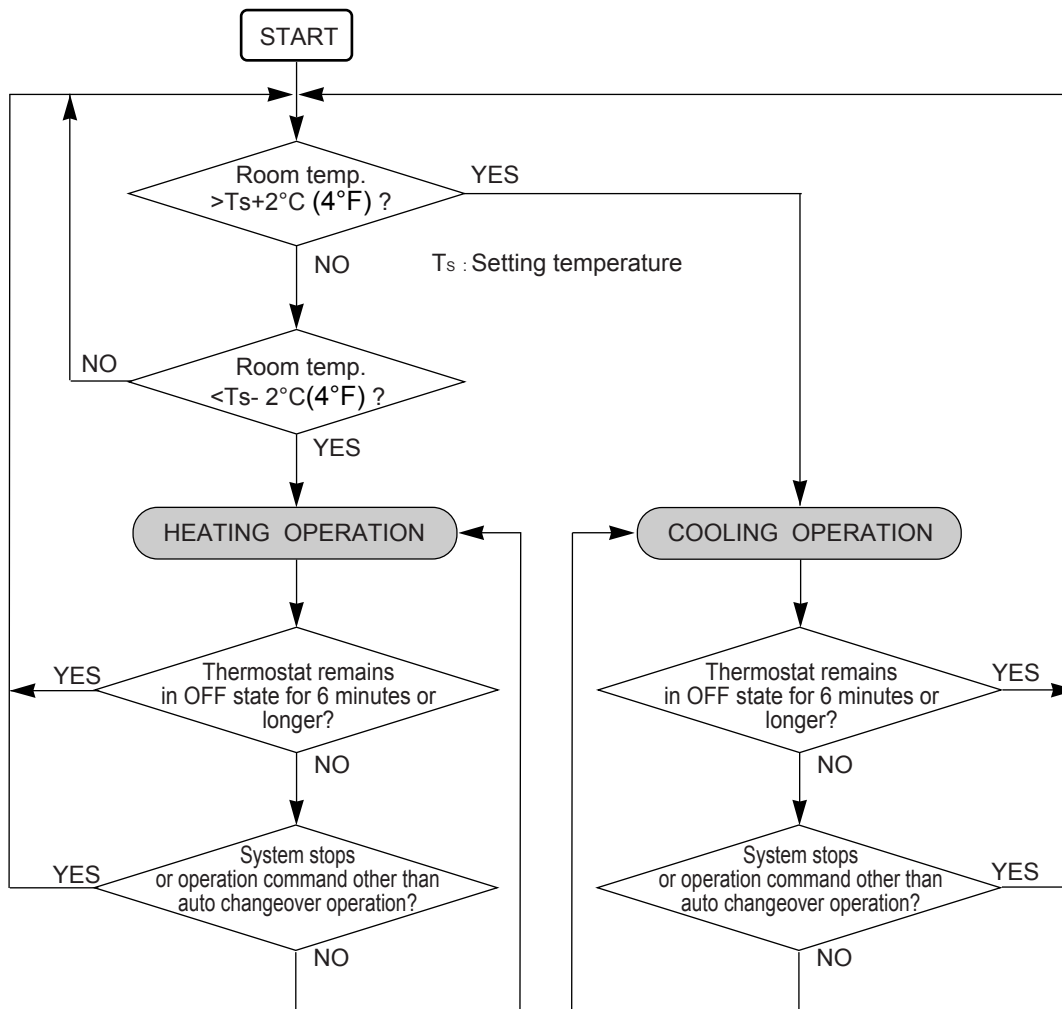 START
Room temp.
>Ts+2°C (4°F) ?
YES
NO
Ts : Setting temperature
Room temp.
<Ts- 2°C(4°F) ?
NO
YES
HEATING OPERATION
COOLING OPERATION
Thermostat remains
in OFF state for 6 minutes or
longer?
YES
NO
Thermostat remains
in OFF state for 6 minutes or
longer?
YES
NO
System stops
or operation command other than
auto changeover operation?
YES
NO
System stops
or operation command other than
auto changeover operation?
YES
NO